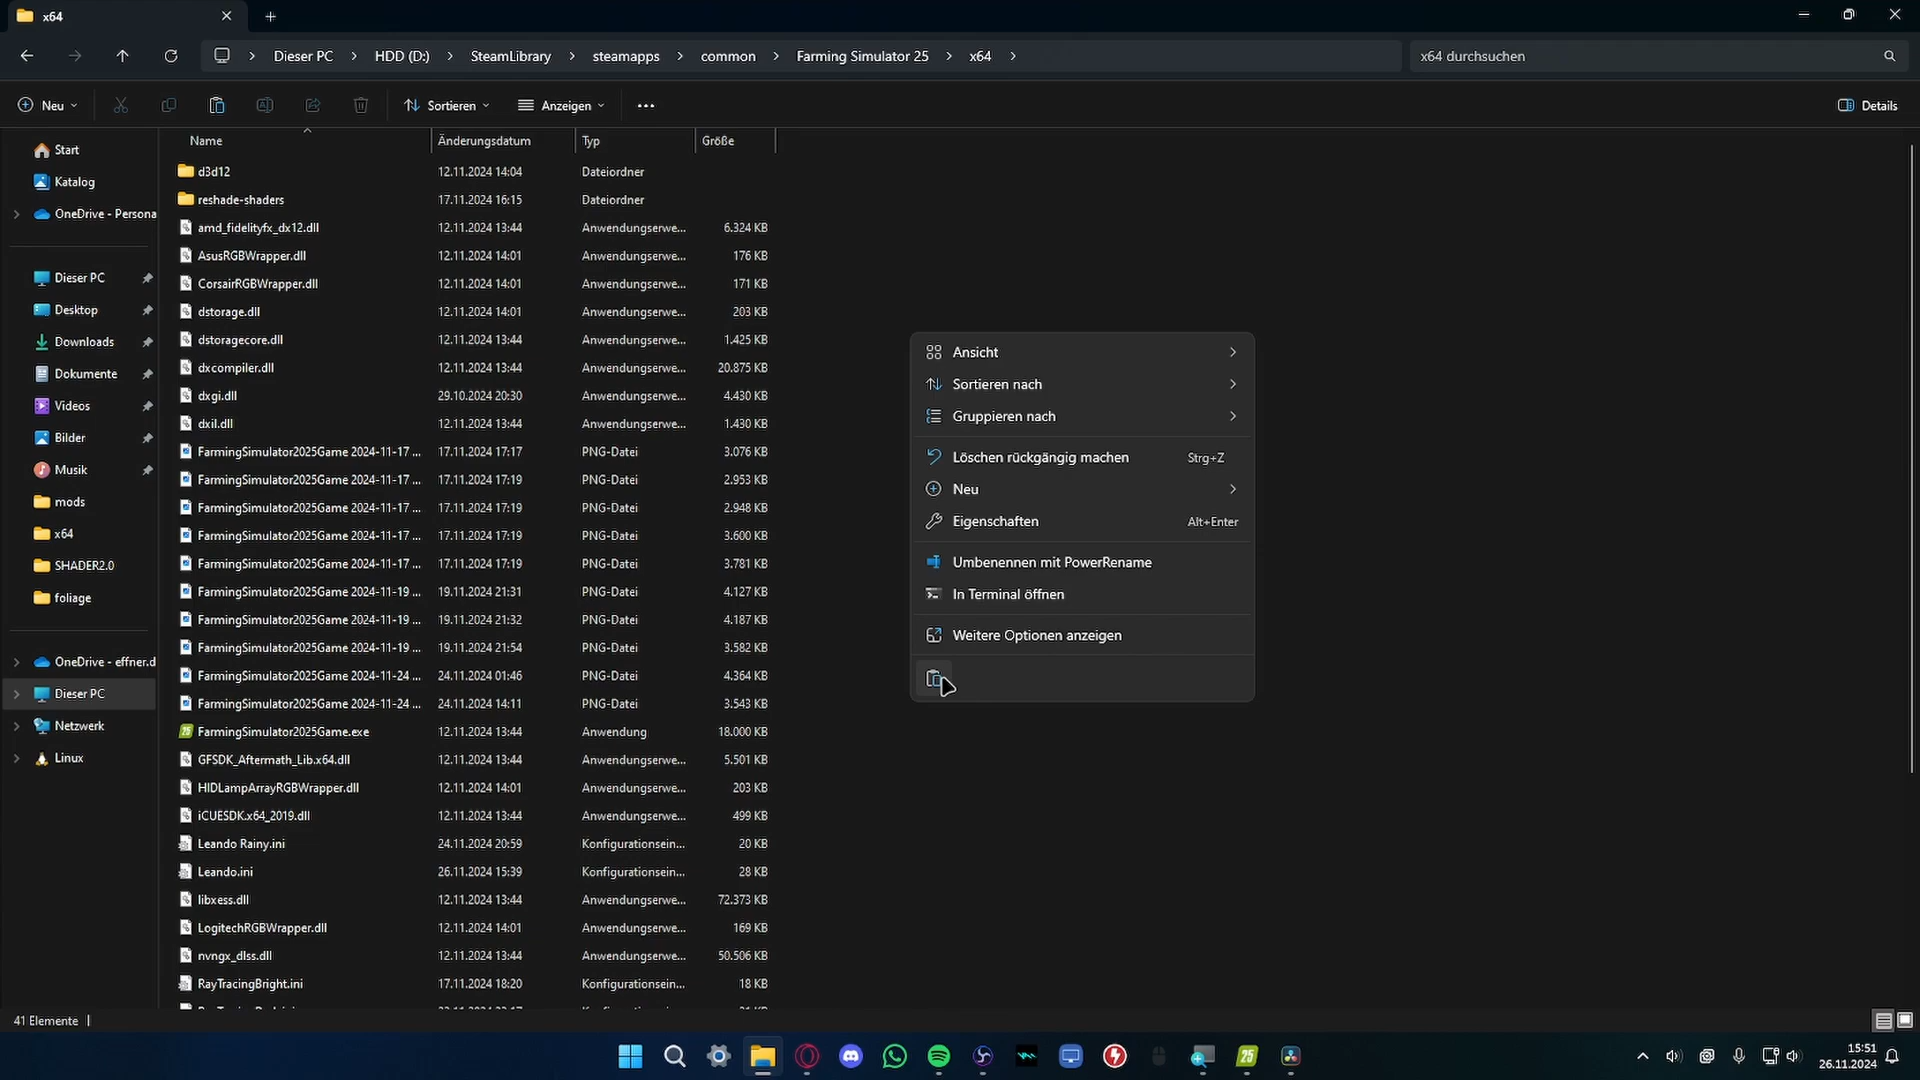 x64
Dieser PC > HDD (D:) > SteamLibrary > steamapps > common > Farming Simulator 25 > x64 >
x64 durchsuchen
Neu
Sortieren
Anzeigen
Details
Name Änderungsdatum Typ Größe
Start
Katalog
OneDrive - Persona
Dieser PC
Desktop
Downloads
Dokumente
Videos
Bilder
Musik
mods
x64
SHADER2.0
foliage
OneDrive - effner.d
Dieser PC
Netzwerk
Linux
d3d12 12.11.2024 14:04 Dateiordner
reshade-shaders 17.11.2024 16:15 Dateiordner
amd_fidelityfx_dx12.dll 12.11.2024 13:44 Anwendungserwe... 6.324 KB
AsusRGBWrapper.dll 12.11.2024 14:01 Anwendungserwe... 176 KB
CorsairRGBWrapper.dll 12.11.2024 14:01 Anwendungserwe... 171 KB
dstorage.dll 12.11.2024 14:01 Anwendungserwe... 203 KB
dstoragecore.dll 12.11.2024 13:44 Anwendungserwe... 1.425 KB
dxcompiler.dll 12.11.2024 13:44 Anwendungserwe... 20.875 KB
dxgi.dll 29.10.2024 20:30 Anwendungserwe... 4.430 KB
dxil.dll 12.11.2024 13:44 Anwendungserwe... 1.430 KB
FarmingSimulator2025Game 2024-11-17 ... 17.11.2024 17:17 PNG-Datei 3.076 KB
FarmingSimulator2025Game 2024-11-17 ... 17.11.2024 17:19 PNG-Datei 2.953 KB
FarmingSimulator2025Game 2024-11-17 ... 17.11.2024 17:19 PNG-Datei 2.948 KB
FarmingSimulator2025Game 2024-11-17 ... 17.11.2024 17:19 PNG-Datei 3.600 KB
FarmingSimulator2025Game 2024-11-17 ... 17.11.2024 17:19 PNG-Datei 3.781 KB
FarmingSimulator2025Game 2024-11-19 ... 19.11.2024 21:31 PNG-Datei 4.127 KB
FarmingSimulator2025Game 2024-11-19 ... 19.11.2024 21:32 PNG-Datei 4.187 KB
FarmingSimulator2025Game 2024-11-19 ... 19.11.2024 21:54 PNG-Datei 3.582 KB
FarmingSimulator2025Game 2024-11-24 ... 24.11.2024 01:46 PNG-Datei 4.364 KB
FarmingSimulator2025Game 2024-11-24 ... 24.11.2024 14:11 PNG-Datei 3.543 KB
FarmingSimulator2025Game.exe 12.11.2024 13:44 Anwendung 18.000 KB
GFSDK_Aftermath_Lib.x64.dll 12.11.2024 13:44 Anwendungserwe... 5.501 KB
HIDLampArrayRGBWrapper.dll 12.11.2024 14:01 Anwendungserwe... 203 KB
iCUESDK.x64_2019.dll 12.11.2024 13:44 Anwendungserwe... 499 KB
Leando Rainy.ini 24.11.2024 20:59 Konfigurationsein... 20 KB
Leando.ini 26.11.2024 15:39 Konfigurationsein... 28 KB
libxess.dll 12.11.2024 13:44 Anwendungserwe... 72.373 KB
LogitechRGBWrapper.dll 12.11.2024 14:01 Anwendungserwe... 169 KB
nvngx_dlss.dll 12.11.2024 13:44 Anwendungserwe... 50.506 KB
RayTracingBright.ini 17.11.2024 18:20 Konfigurationsein... 18 KB
Ansicht
Sortieren nach
Gruppieren nach
Löschen rückgängig machen Strg+Z
Neu
Eigenschaften Alt+Enter
Umbenennen mit PowerRename
In Terminal öffnen
Weitere Optionen anzeigen
41 Elemente
25
15:51
26.11.2024